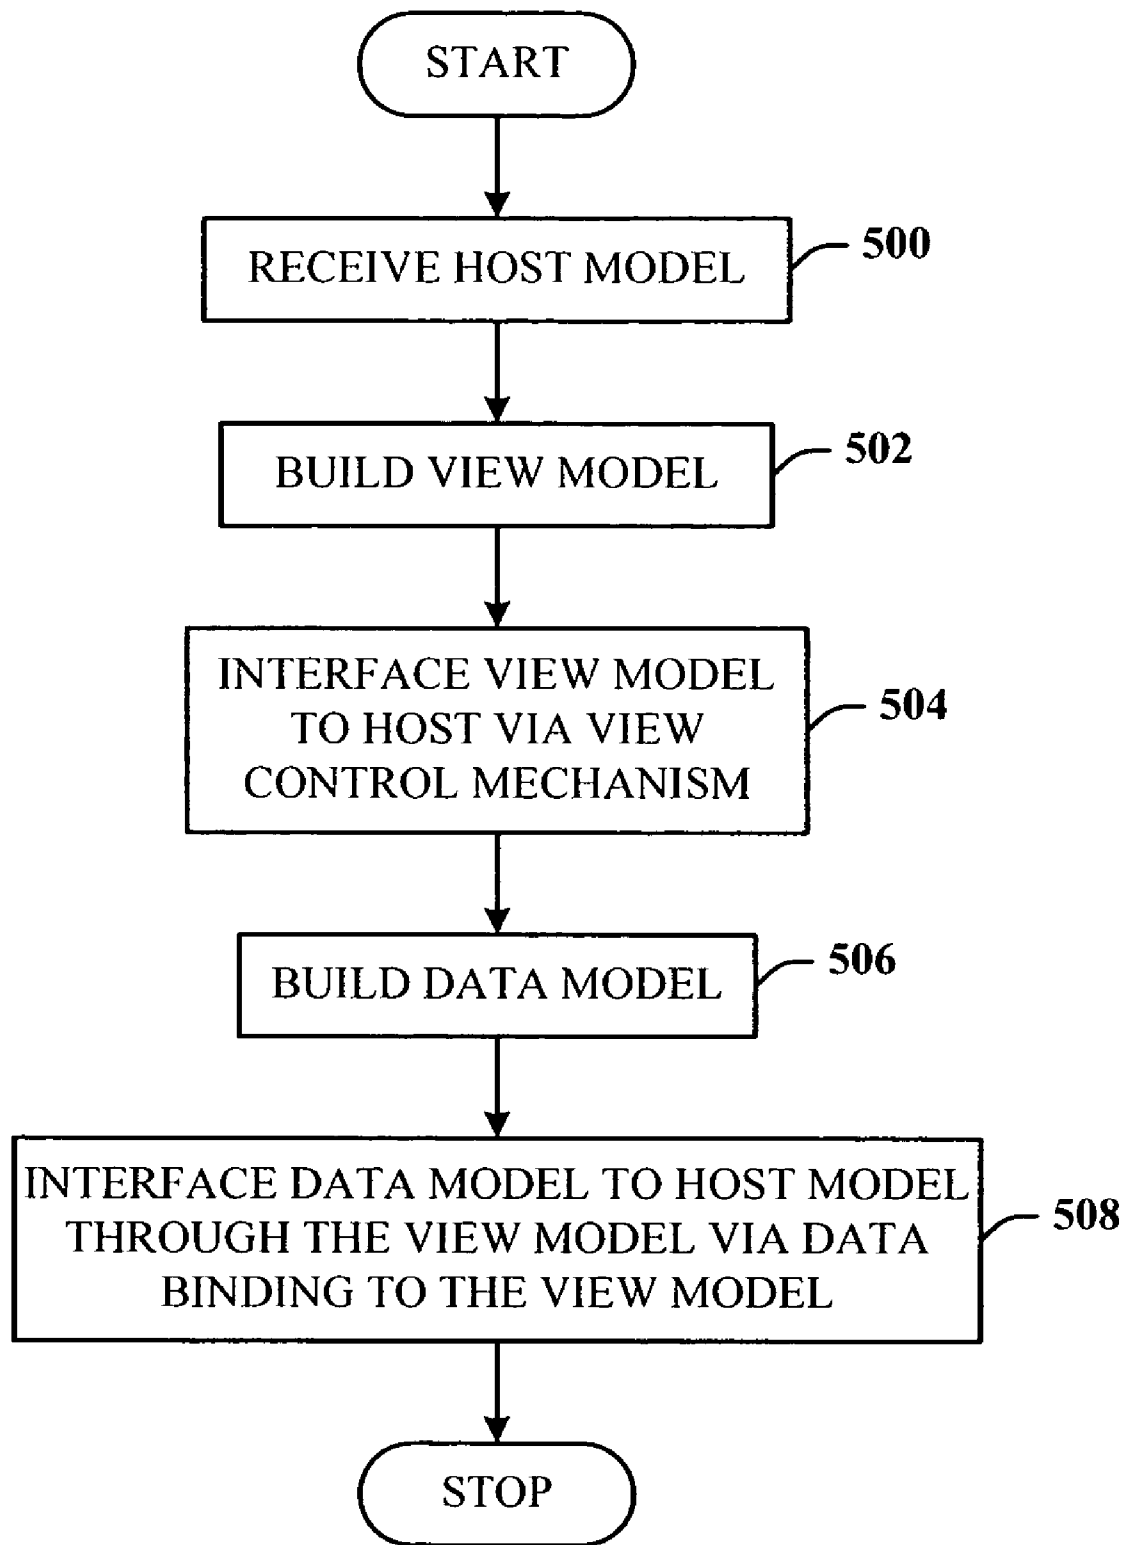 START
RECEIVE HOST MODEL
500
BUILD VIEW MODEL
502
INTERFACE VIEW MODEL
TO HOST VIA VIEW
CONTROL MECHANISM
504
BUILD DATA MODEL
506
INTERFACE DATA MODEL TO HOST MODEL
THROUGH THE VIEW MODEL VIA DATA
BINDING TO THE VIEW MODEL
508
STOP